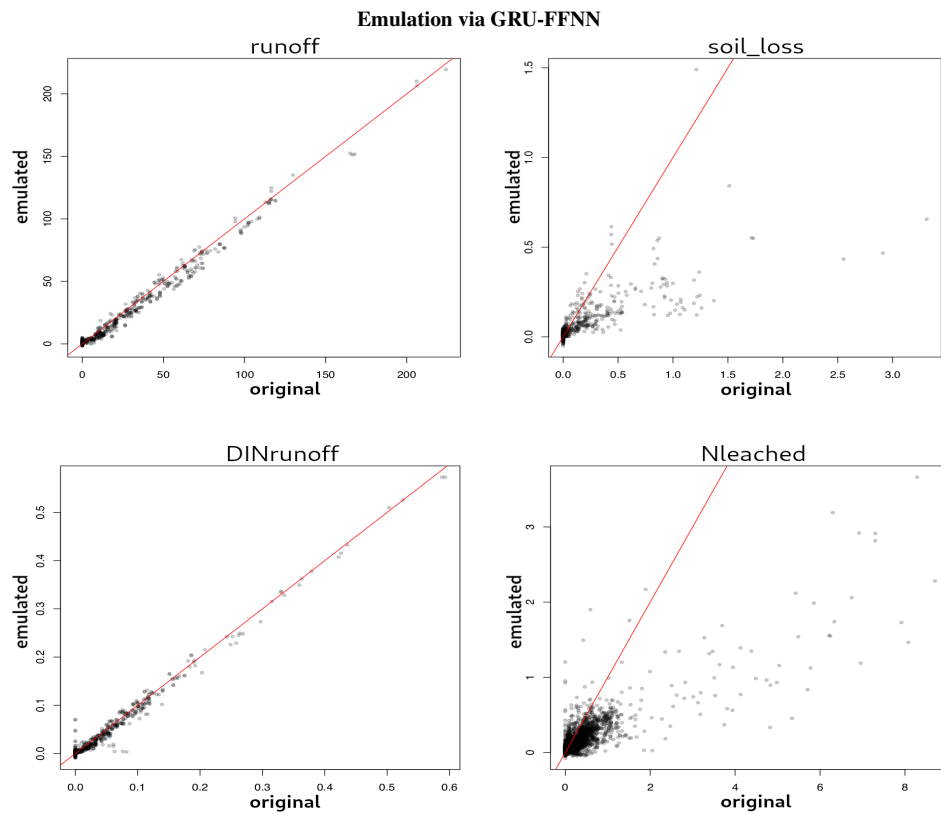 Emulation via GRU-FFNN
runoff
emulated
0 50 100 150 200
0 50 100 150 200
original
soil_loss
emulated
0.0 0.5 1.0 1.5
0.0 0.5 1.0 1.5 2.0 2.5 3.0
original
DINrunoff
emulated
0.0 0.1 0.2 0.3 0.4 0.5
0.0 0.1 0.2 0.3 0.4 0.5 0.6
original
Nleached
emulated
0 1 2 3
0 2 4 6 8
original